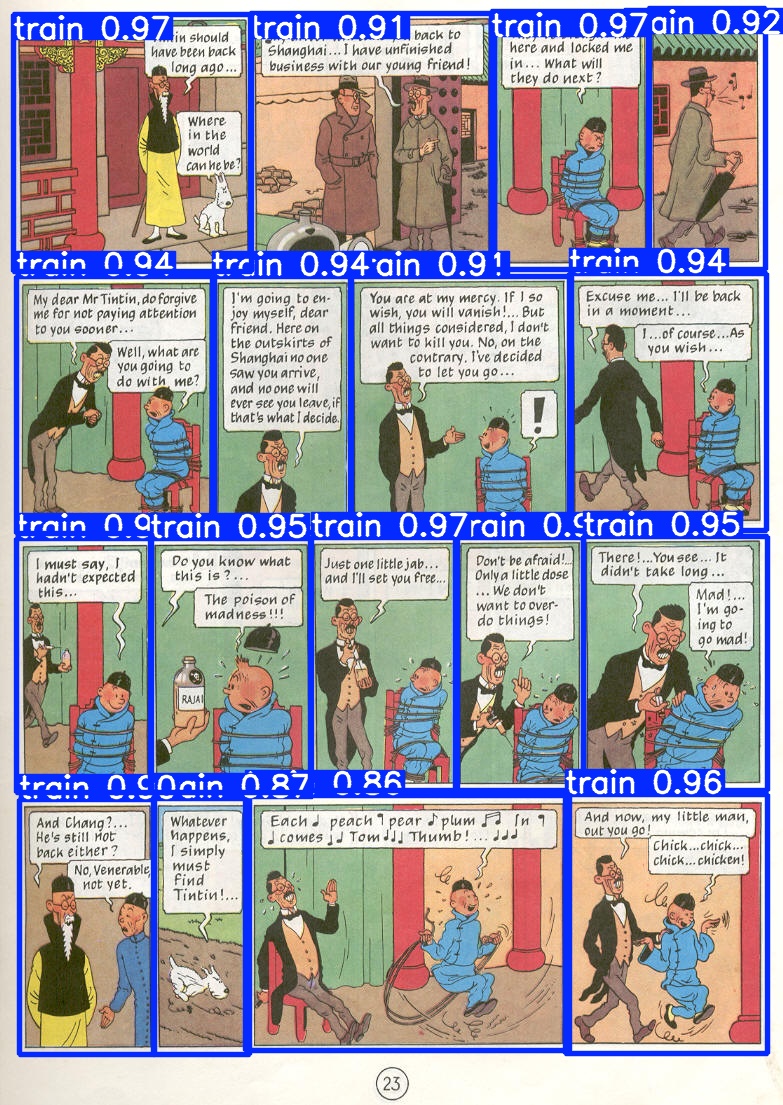 train 0.97
train 0.91
train 0.97
ain 0.92
in should
have been back
long ago...
Where
in the
world
can he be?
back to
Shanghai... I have unfinished
business with our young friend!
here and locked me
in... What will
they do next?
train 0.94
train 0.94
ain 0.91
train 0.94
My dear Mr Tintin, do forgive
me for not paying attention
to you sooner...
Well, what are
you going to
do with me?
I'm going to en-
joy myself, dear
friend. Here on
the outskirts of
Shanghai no one
saw you arrive,
and no one will
ever see you leave, if
that's what I decide.
You are at my mercy. If I so
wish, you will vanish!... But
all things considered, I don't
want to kill you. No, on the
contrary. I've decided
to let you go...
!
Excuse me... I'll be back
in a moment...
I...of course...As
you wish...
train 0.9
train 0.95
train 0.97
rain 0.9
train 0.95
I must say, I
hadn't expected
this...
Do you know what
this is?...
The poison of
madness!!!
RAJAI
Just one little jab...
and I'll set you free...
Don't be afraid!...
Only a little dose
... We don't
want to over-
do things!
There!...You see... It
didn't take long...
Mad!...
I'm go-
ing to
go mad!
train 0.90
ain 0.87
0.86
train 0.96
And Chang?...
He's still not
back either?
No, Venerable,
not yet.
Whatever
happens,
I simply
must
find
Tintin!...
Each ♩ peach pear ♪ plum ♫ In
♩ comes ♩♩ Tom ♩♩♩ Thumb! ... ♩♩♩
And now, my little man,
out you go!
Chick...chick...
chick...chicken!
23